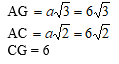 AG = a√3 = 6√3
AC = a√2 = 6√2
CG = 6